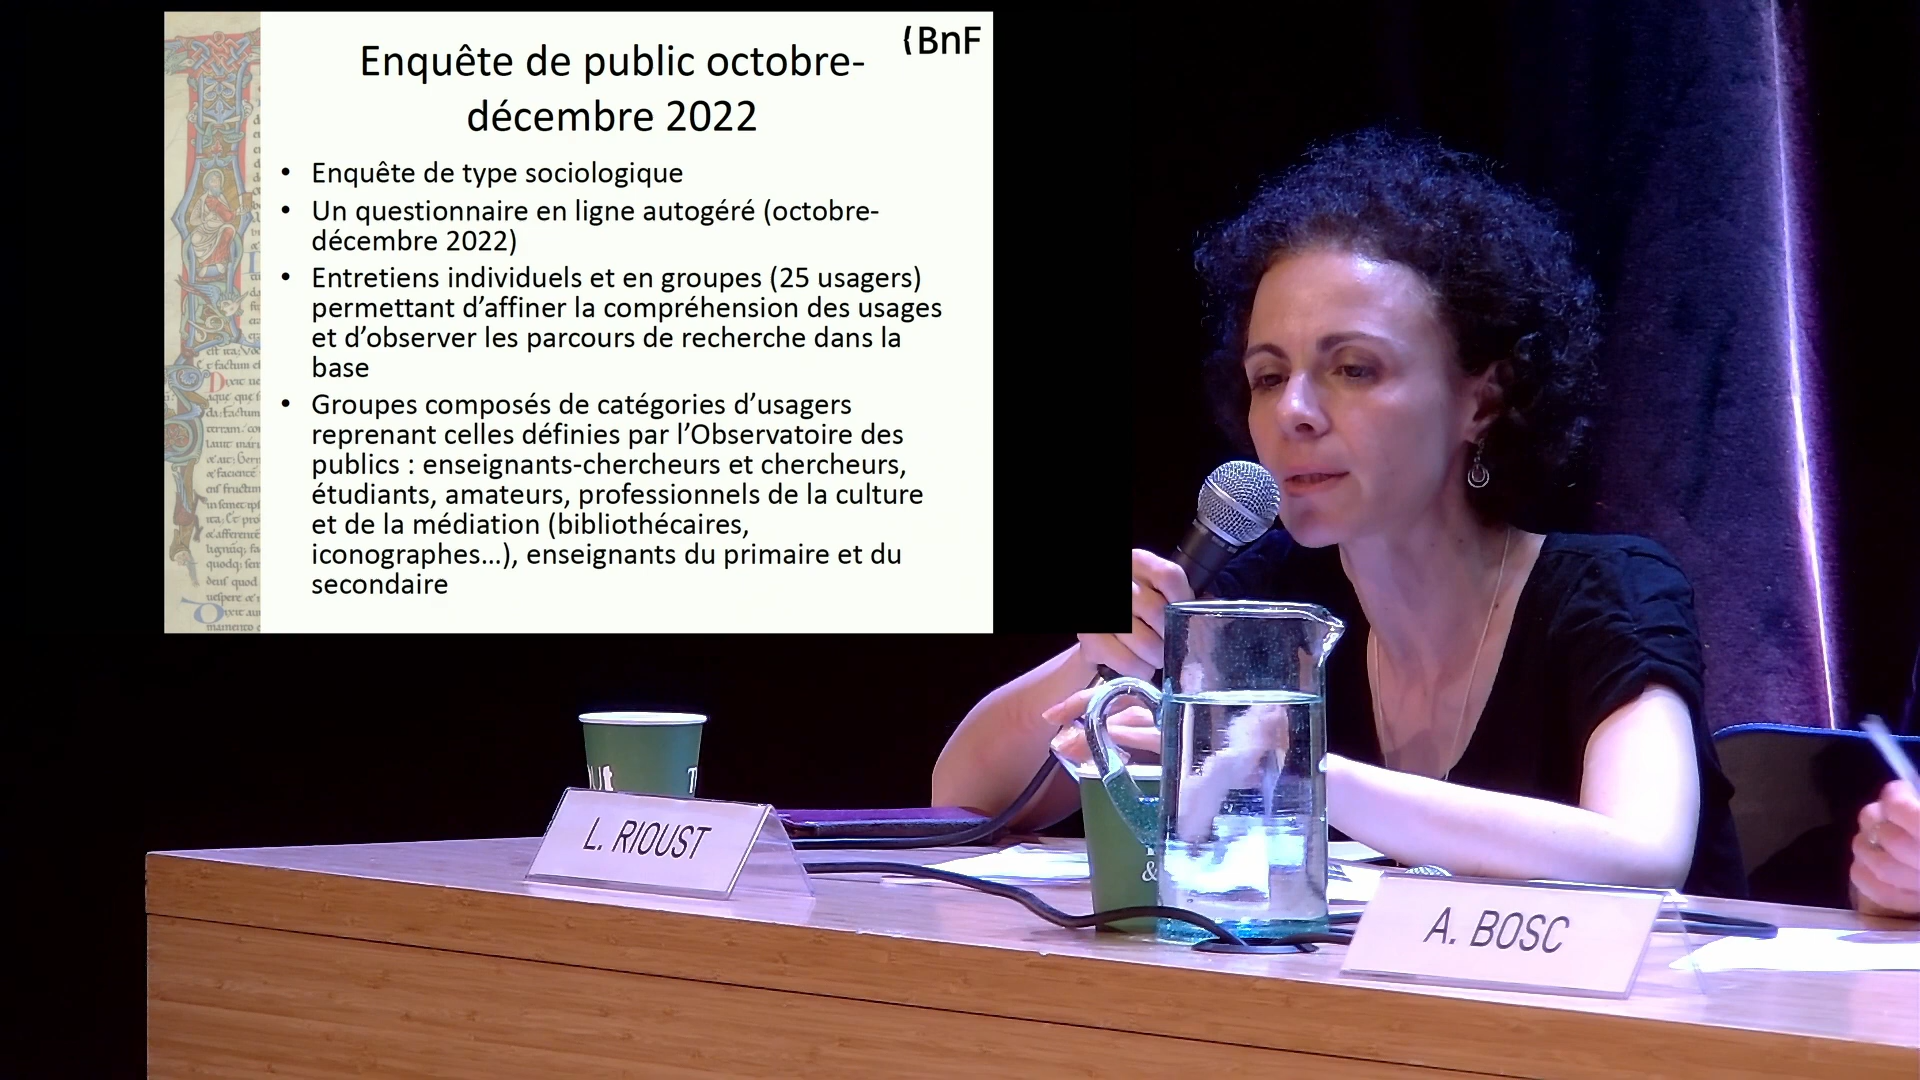 {BnF
Enquête de public octobre-
décembre 2022
• Enquête de type sociologique
• Un questionnaire en ligne autogéré (octobre-
décembre 2022)
• Entretiens individuels et en groupes (25 usagers)
permettant d’affiner la compréhension des usages
et d’observer les parcours de recherche dans la
base
• Groupes composés de catégories d’usagers
reprenant celles définies par l’Observatoire des
publics : enseignants-chercheurs et chercheurs,
étudiants, amateurs, professionnels de la culture
et de la médiation (bibliothécaires,
iconographes...), enseignants du primaire et du
secondaire
L. RIOUST
&
A. BOSC